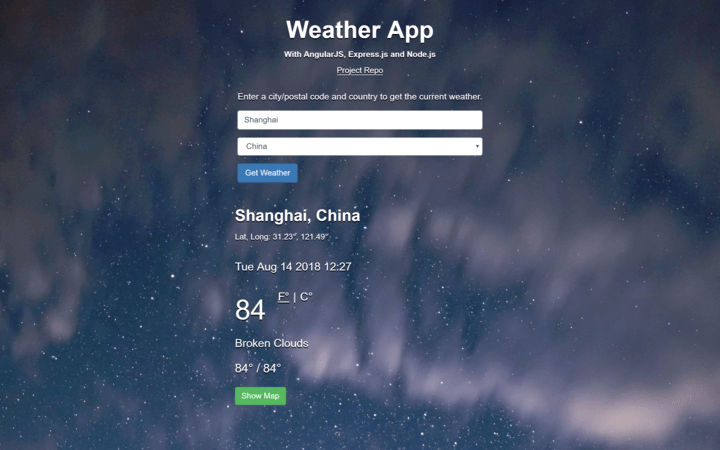 Weather App
With AngularJS, Express.js and Node.js
Project Repo
Enter a city/postal code and country to get the current weather.
Shanghai
China
Get Weather
Shanghai, China
Lat, Long: 31.23°, 121.49°
Tue Aug 14 2018 12:27
84 F° | C°
Broken Clouds
84° / 84°
Show Map